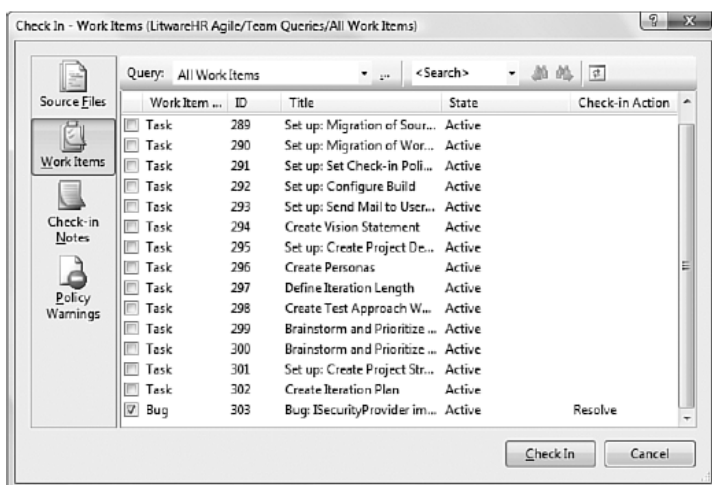 Check In - Work Items (LitwareHR Agile/Team Queries/All Work Items)
Query: All Work Items ... <Search>
Source Files
Work Items
Check-in Notes
Policy Warnings
Work Item ... ID Title State Check-in Action
Task 289 Set up: Migration of Sour... Active
Task 290 Set up: Migration of Wor... Active
Task 291 Set up: Set Check-in Poli... Active
Task 292 Set up: Configure Build Active
Task 293 Set up: Send Mail to User... Active
Task 294 Create Vision Statement Active
Task 295 Set up: Create Project De... Active
Task 296 Create Personas Active
Task 297 Define Iteration Length Active
Task 298 Create Test Approach W... Active
Task 299 Brainstorm and Prioritize ... Active
Task 300 Brainstorm and Prioritize ... Active
Task 301 Set up: Create Project Str... Active
Task 302 Create Iteration Plan Active
Bug 303 Bug: ISecurityProvider im... Active Resolve
Check In Cancel